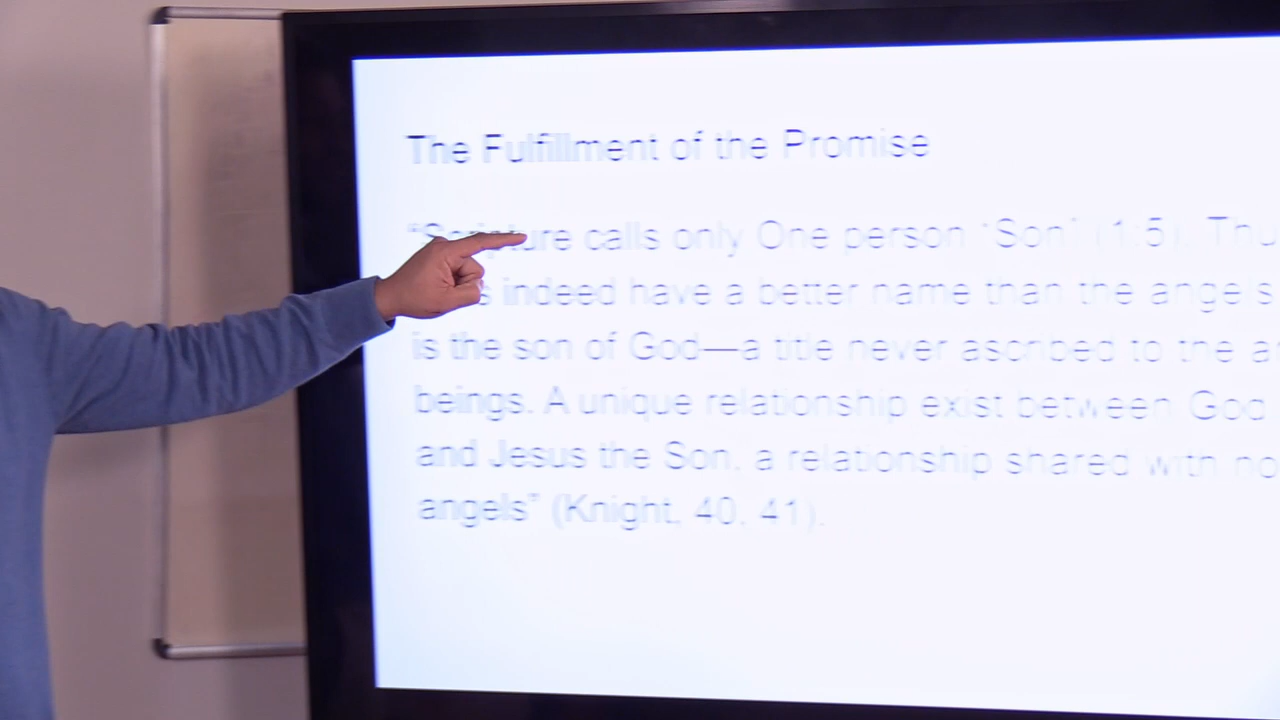 The Fulfillment of the Promise
“Scripture calls only One person ‘Son’ (1:5). Thu
indeed have a better name than the angels
is the son of God—a title never ascribed to the
beings. A unique relationship exist between God
and Jesus the Son, a relationship shared with no
angels” (Knight, 40, 41).